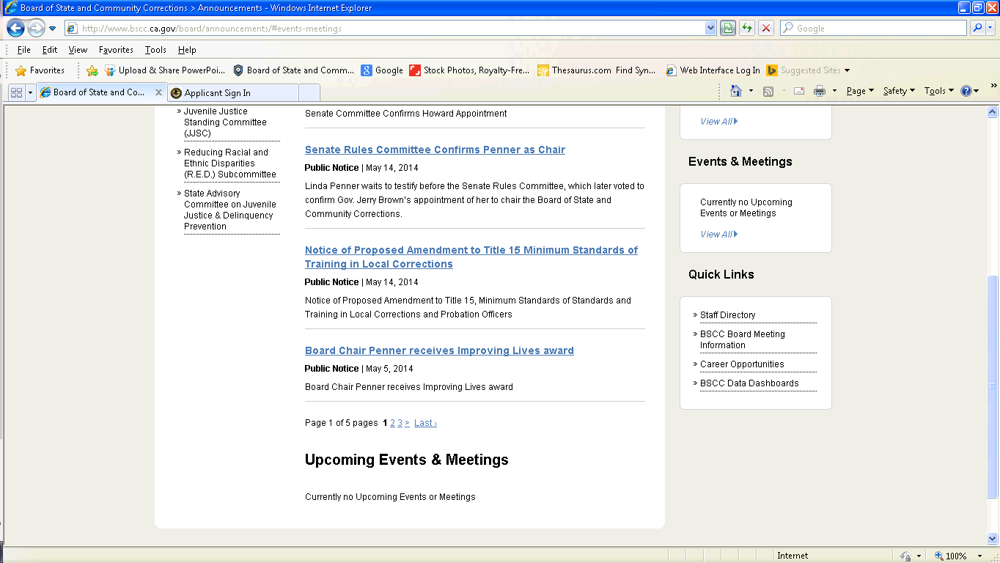 Board of State and Community Corrections > Announcements - Windows Internet Explorer
http://www.bscc.ca.gov/board/announcements/#events-meetings
Google
File Edit View Favorites Tools Help
Favorites
Upload & Share PowerPoi...
Board of State and Comm...
Google
Stock Photos, Royalty-Fre...
Thesaurus.com Find Syn...
Web Interface Log In
Suggested Sites
Board of State and Co...
Applicant Sign In
Page Safety Tools
»
» Juvenile Justice
Standing Committee
(JJSC)
» Reducing Racial and
Ethnic Disparities
(R.E.D.) Subcommittee
» State Advisory
Committee on Juvenile
Justice & Delinquency
Prevention
Senate Committee Confirms Howard Appointment
Senate Rules Committee Confirms Penner as Chair
Public Notice | May 14, 2014
Linda Penner waits to testify before the Senate Rules Committee, which later voted to
confirm Gov. Jerry Brown's appointment of her to chair the Board of State and
Community Corrections.
Notice of Proposed Amendment to Title 15 Minimum Standards of
Training in Local Corrections
Public Notice | May 14, 2014
Notice of Proposed Amendment to Title 15, Minimum Standards of Standards and
Training in Local Corrections and Probation Officers
Board Chair Penner receives Improving Lives award
Public Notice | May 5, 2014
Board Chair Penner receives Improving Lives award
Page 1 of 5 pages 1 2 3 > Last ›
Upcoming Events & Meetings
Currently no Upcoming Events or Meetings
View All
Events & Meetings
Currently no Upcoming
Events or Meetings
View All
Quick Links
» Staff Directory
» BSCC Board Meeting
Information
» Career Opportunities
» BSCC Data Dashboards
Internet
100%